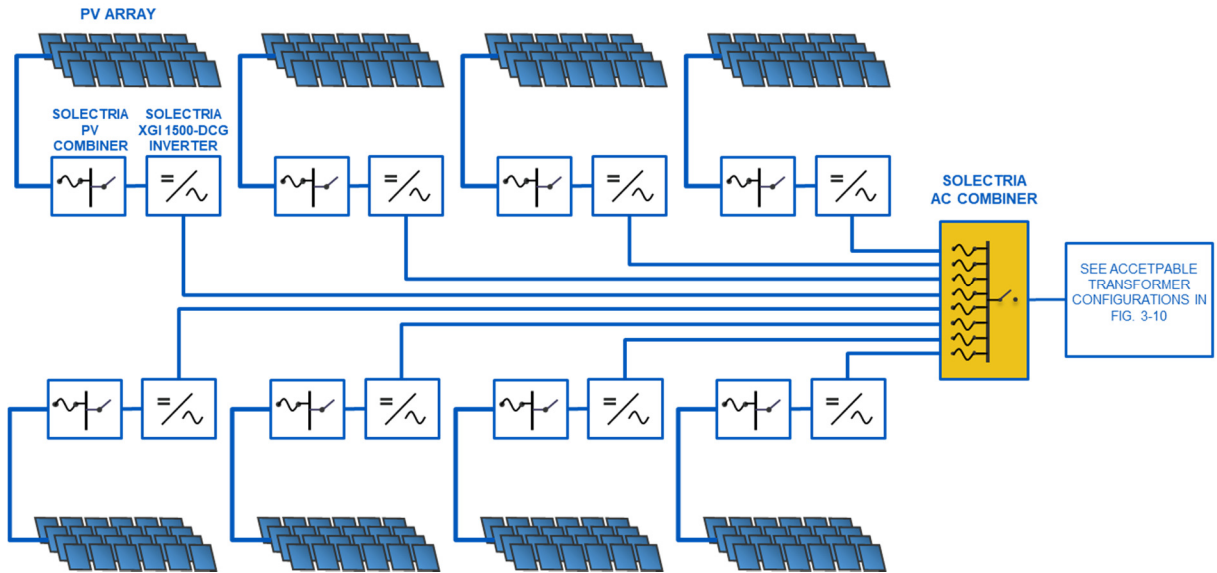 PV ARRAY
SOLECTRIA
PV
COMBINER
SOLECTRIA
XGI 1500-DCG
INVERTER
SOLECTRIA
AC COMBINER
SEE ACCETPABLE
TRANSFORMER
CONFIGURATIONS IN
FIG. 3-10